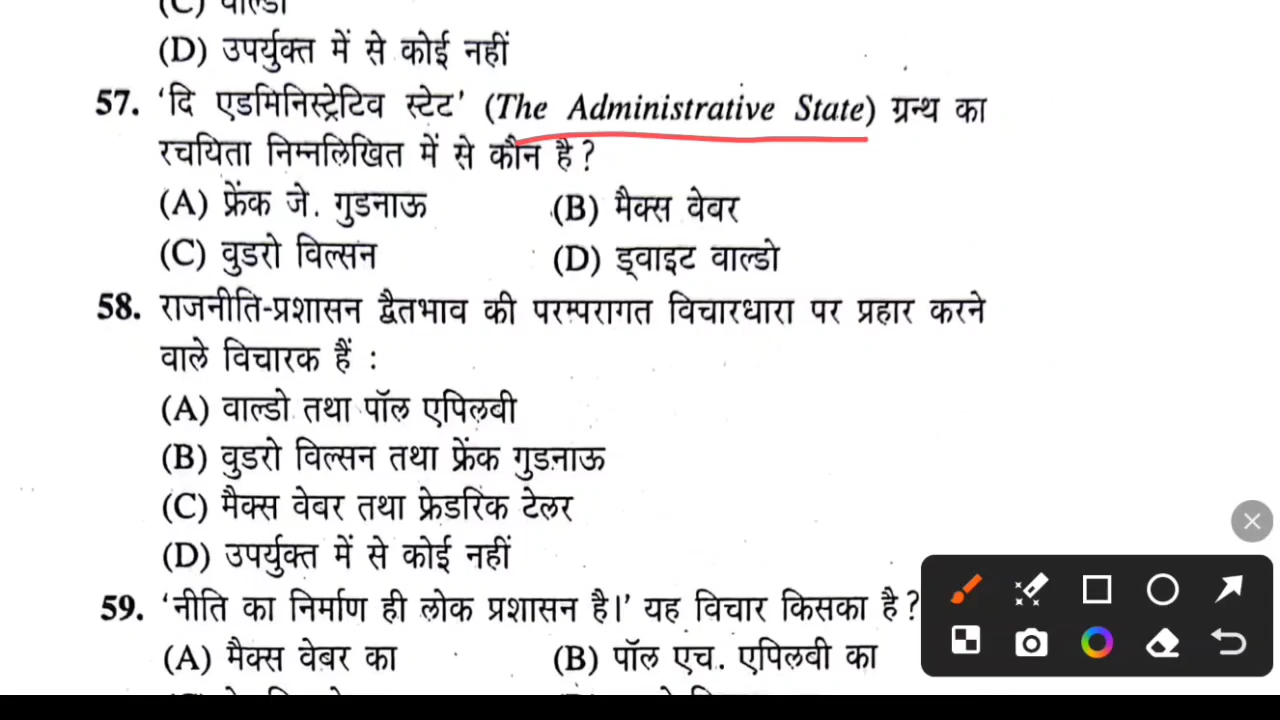 (C) वाल्डो
(D) उपर्युक्त में से कोई नहीं
57. 'दि एडमिनिस्ट्रेटिव स्टेट' (The Administrative State) ग्रन्थ का
रचयिता निम्नलिखित में से कौन है?
(A) फ्रेंक जे. गुडनाऊ (B) मैक्स वेवर
(C) वुडरो विल्सन (D) ड्वाइट वाल्डो
58. राजनीति-प्रशासन द्वैतभाव की परम्परागत विचारधारा पर प्रहार करने
वाले विचारक हैं :
(A) वाल्डो तथा पॉल एपिलबी
(B) वुडरो विल्सन तथा फ्रेंक गुडनाऊ
(C) मैक्स वेबर तथा फ्रेडरिक टेलर
(D) उपर्युक्त में से कोई नहीं
59. 'नीति का निर्माण ही लोक प्रशासन है।' यह विचार किसका है?
(A) मैक्स वेबर का (B) पॉल एच. एपिलबी का